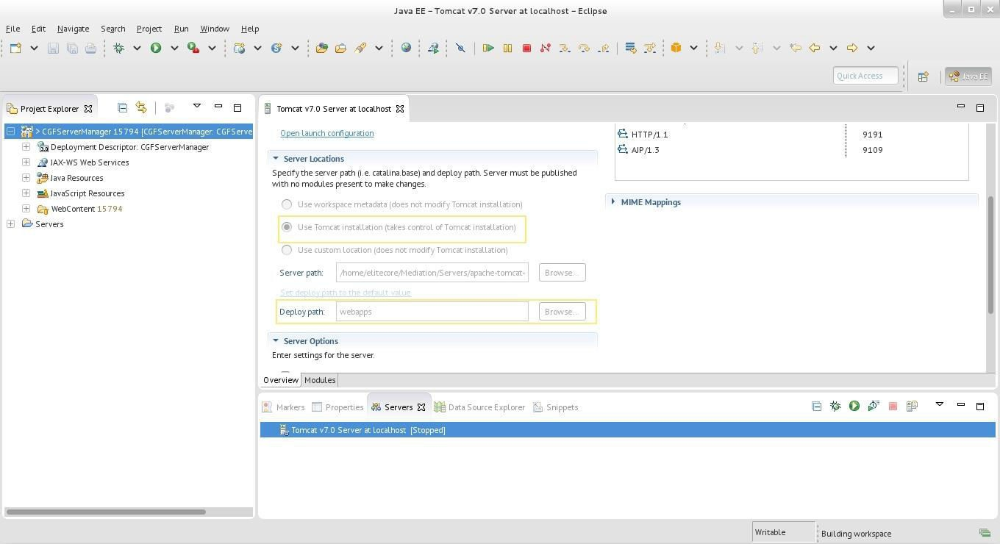 Java EE - Tomcat v7.0 Server at localhost - Eclipse
File Edit Navigate Search Project Run Window Help
Quick Access
Java EE
Project Explorer
> CGFServerManager 15794 [CGFServerManager: CGFServe
Deployment Descriptor: CGFServerManager
JAX-WS Web Services
Java Resources
JavaScript Resources
WebContent 15794
Servers
Tomcat v7.0 Server at localhost
Open launch configuration
Server Locations
Specify the server path (i.e. catalina.base) and deploy path. Server must be published
with no modules present to make changes.
Use workspace metadata (does not modify Tomcat installation)
Use Tomcat installation (takes control of Tomcat installation)
Use custom location (does not modify Tomcat installation)
Server path: /home/elitecore/Mediation/Servers/apache-tomcat- Browse...
Set deploy path to the default value
Deploy path: webapps Browse...
Server Options
Enter settings for the server.
HTTP/1.1 9191
AJP/1.3 9109
MIME Mappings
Overview Modules
Markers Properties Servers Data Source Explorer Snippets
Tomcat v7.0 Server at localhost [Stopped]
Writable Building workspace